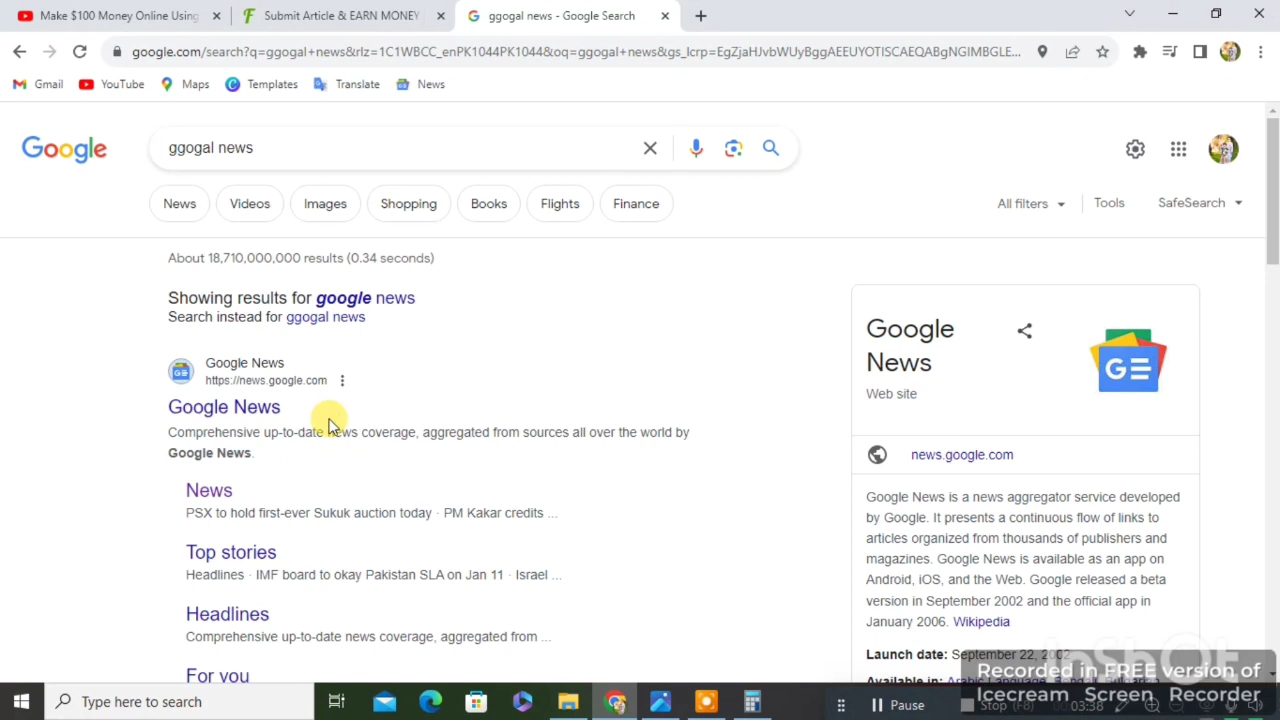 Make $100 Money Online Using
Submit Article & EARN MONEY
ggogal news - Google Search
google.com/search?q=ggogal+news&rlz=1C1WBCC_enPK1044PK1044&oq=ggogal+news&gs_lcrp=EgZjaHJvbWUyBggAEEUYOTISCAEQABgNGIMBGLE...
Gmail YouTube Maps Templates Translate News
Google
ggogal news
News Videos Images Shopping Books Flights Finance All filters Tools SafeSearch
About 18,710,000,000 results (0.34 seconds)
Showing results for google news
Search instead for ggogal news
Google News
https://news.google.com
Google News
Comprehensive up-to-date news coverage, aggregated from sources all over the world by
Google News.
News
PSX to hold first-ever Sukuk auction today · PM Kakar credits ...
Top stories
Headlines · IMF board to okay Pakistan SLA on Jan 11 · Israel ...
Headlines
Comprehensive up-to-date news coverage, aggregated from ...
For you
Google
News
Web site
GE
news.google.com
Google News is a news aggregator service developed
by Google. It presents a continuous flow of links to
articles organized from thousands of publishers and
magazines. Google News is available as an app on
Android, iOS, and the Web. Google released a beta
version in September 2002 and the official app in
January 2006. Wikipedia
Launch date: September 22, 2002
Available in: Arabic Language,
InShOt
Recorded in FREE version of
Icecream Screen Recorder
Type here to search
Pause
Stop (F8)
00:03:38